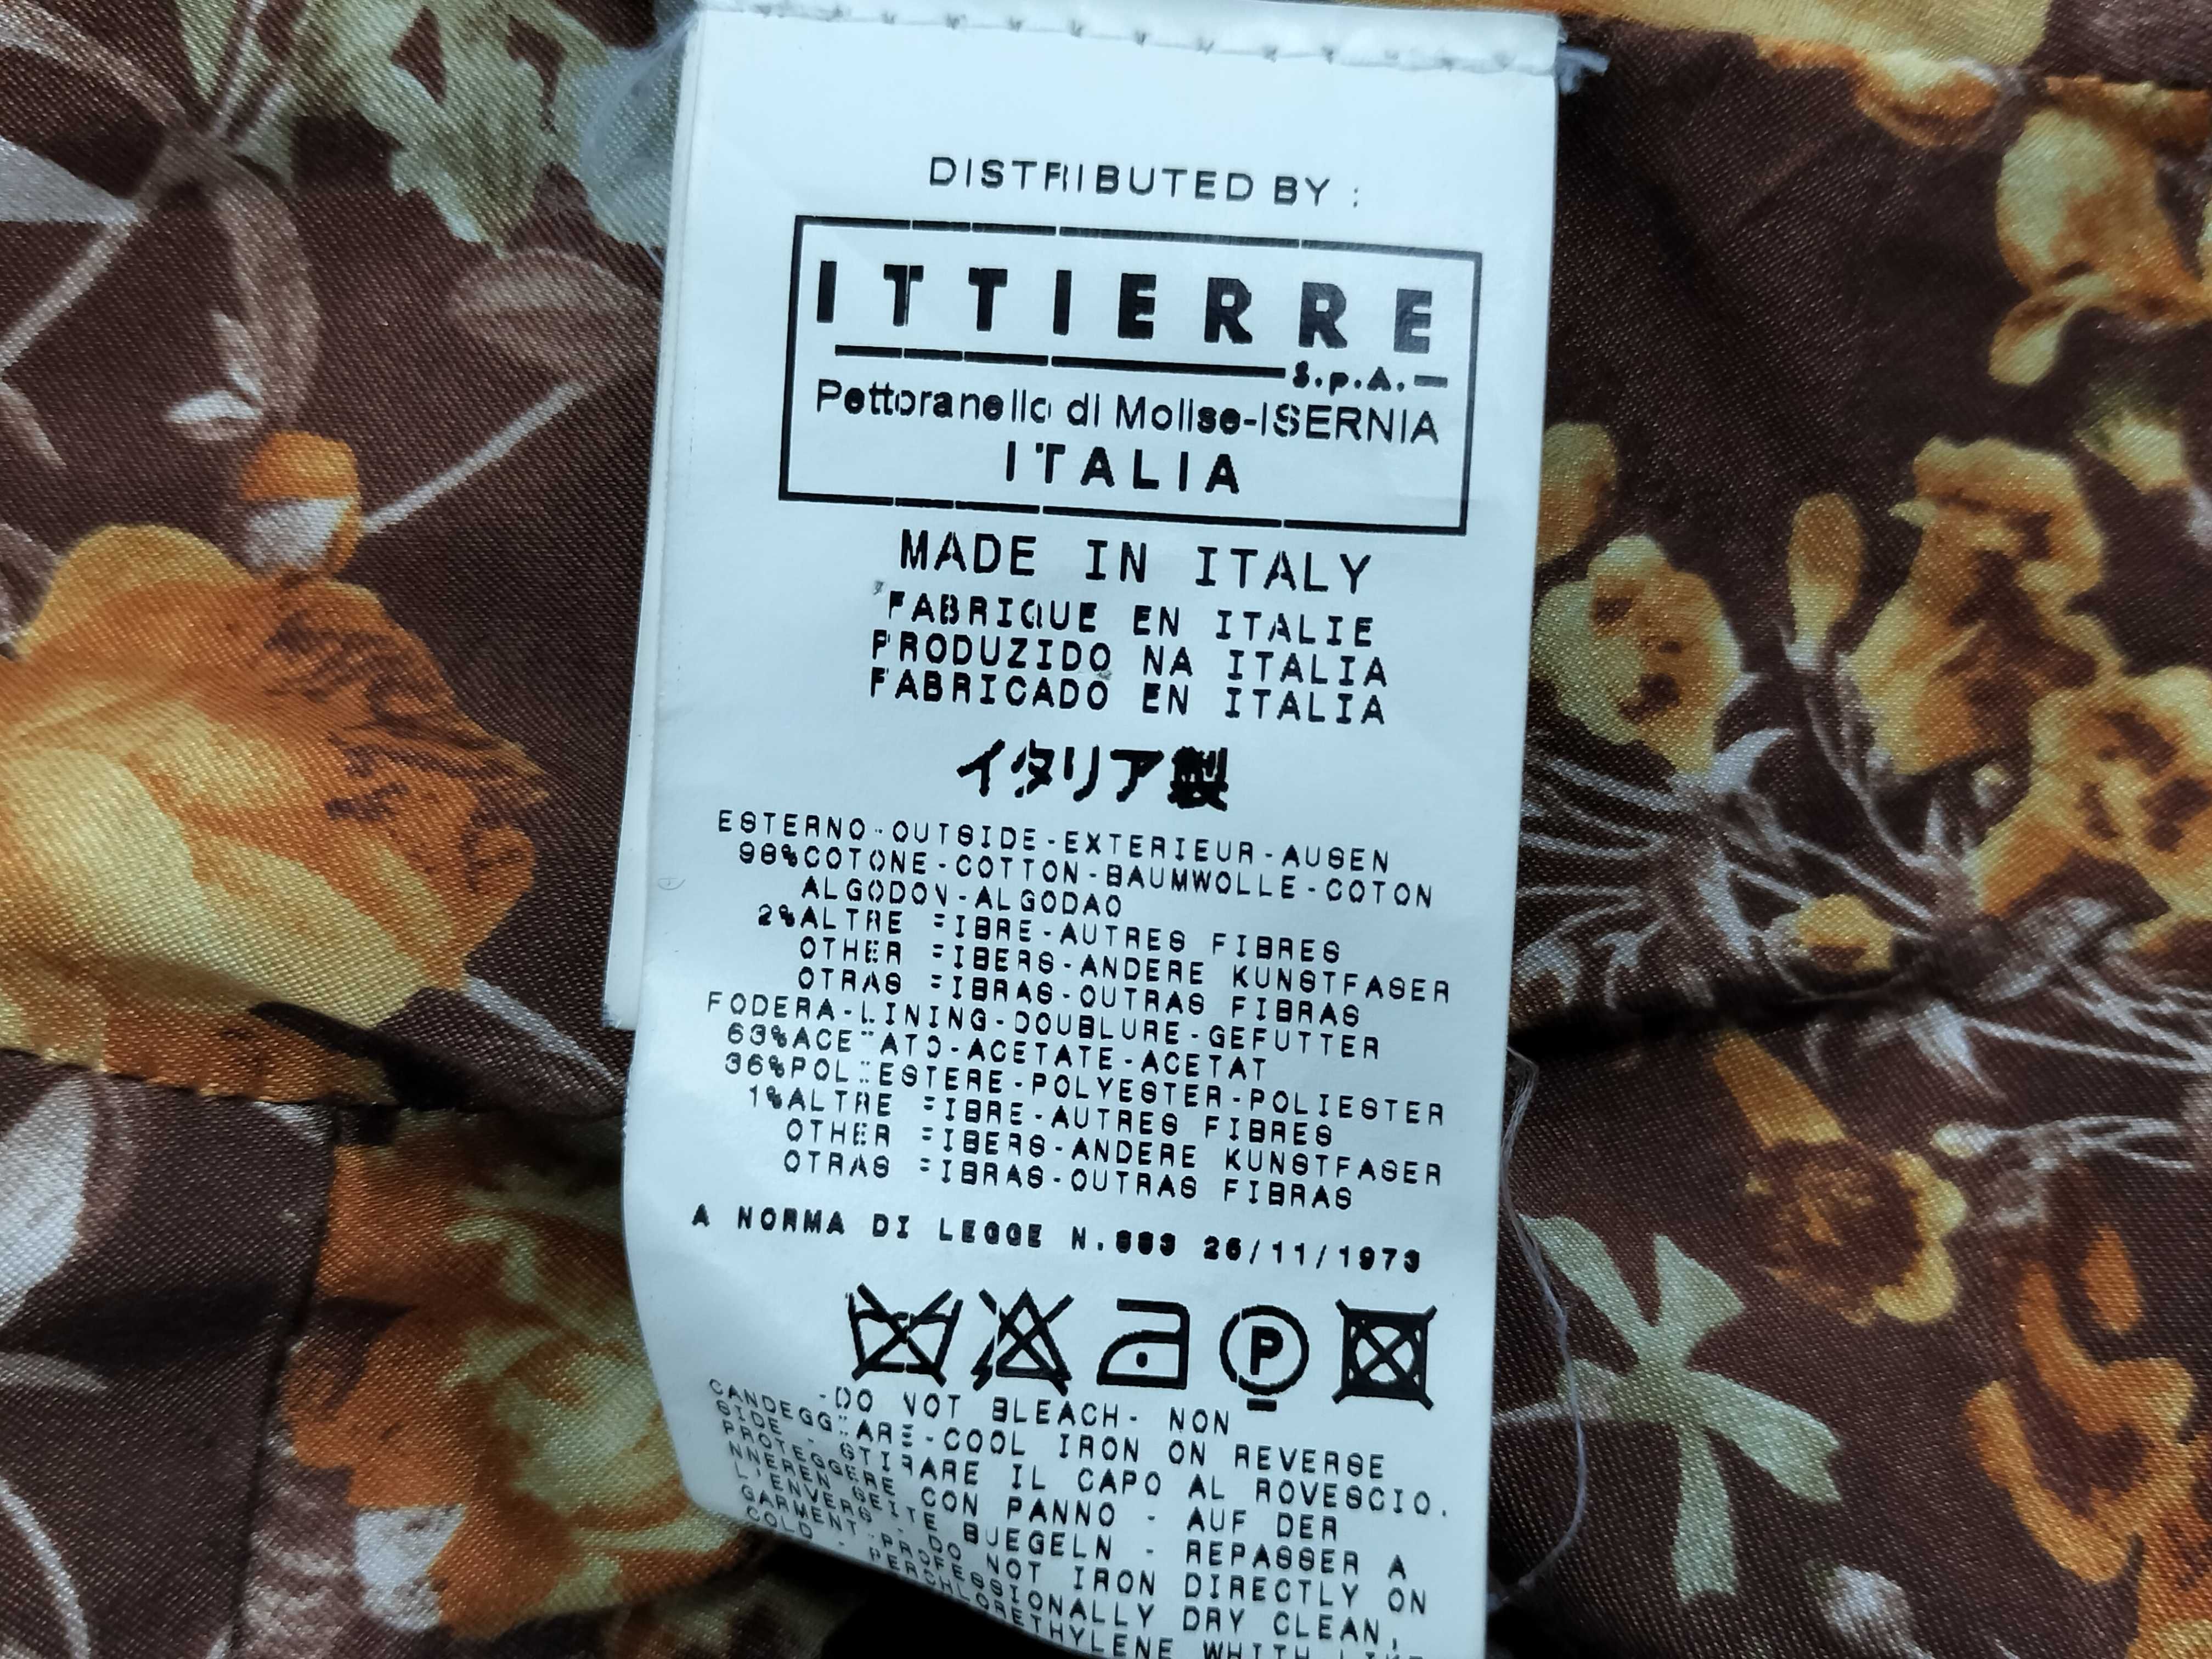 DISTRIBUTED BY :
ITTIERRE
S.p.A.
Pettoranello di Molise-ISERNIA
ITALIA
MADE IN ITALY
FABRIQUE EN ITALIE
PRODUZIDO NA ITALIA
FABRICADO EN ITALIA
イタリア製
ESTERNO-OUTSIDE-EXTERIEUR-AUSEN
98%COTONE-COTTON-BAUMWOLLE-COTON
ALGODON-ALGODAO
2%ALTRE FIBRE-AUTRES FIBRES
OTHER FIBERS-ANDERE KUNSTFASER
OTRAS FIBRAS-OUTRAS FIBRAS
FODERA-LINING-DOUBLURE-GEFUTTER
63%ACETATO-ACETATE-ACETAT
36%POLIESTERE-POLYESTER-POLIESTER
1%ALTRE FIBRE-AUTRES FIBRES
OTHER FIBERS-ANDERE KUNSTFASER
OTRAS FIBRAS-OUTRAS FIBRAS
A NORMA DI LEGGE N.883 26/11/1973
P
-DO NOT BLEACH- NON
CANDEGGIARE-COOL IRON ON REVERSE
SIDE - STIRARE IL CAPO AL ROVESCIO.
PROTEGGERE CON PANNO - AUF DER
NNERENSEITE BUEGELN - REPASSER A
L'ENVERS. DO NOT IRON DIRECTLY ON
GARMENT PROFESSIONALLY DRY CLEAN,
COLD - PERCHLORETHYLENE WHITH